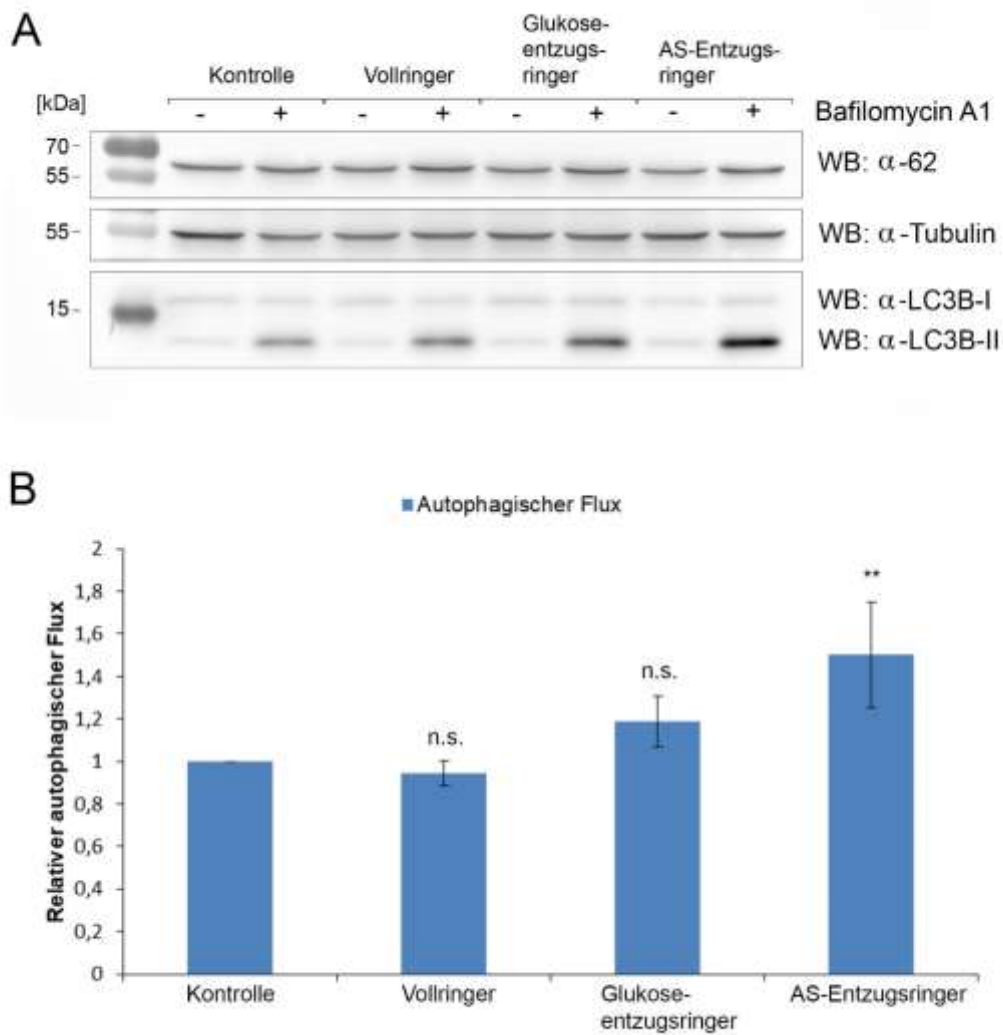 A
Kontrolle
Vollringer
Glukose-
entzugs-
ringer
AS-Entzugs-
ringer
[kDa]
- + - + - + - + Bafilomycin A1
70-
55-
WB: α-62
55-
WB: α-Tubulin
15-
WB: α-LC3B-I
WB: α-LC3B-II
B
Autophagischer Flux
Relativer autophagischer Flux
2
1,8
1,6
1,4
1,2
1
0,8
0,6
0,4
0,2
0
n.s.
n.s.
**
Kontrolle
Vollringer
Glukose-
entzugsringer
AS-Entzugsringer